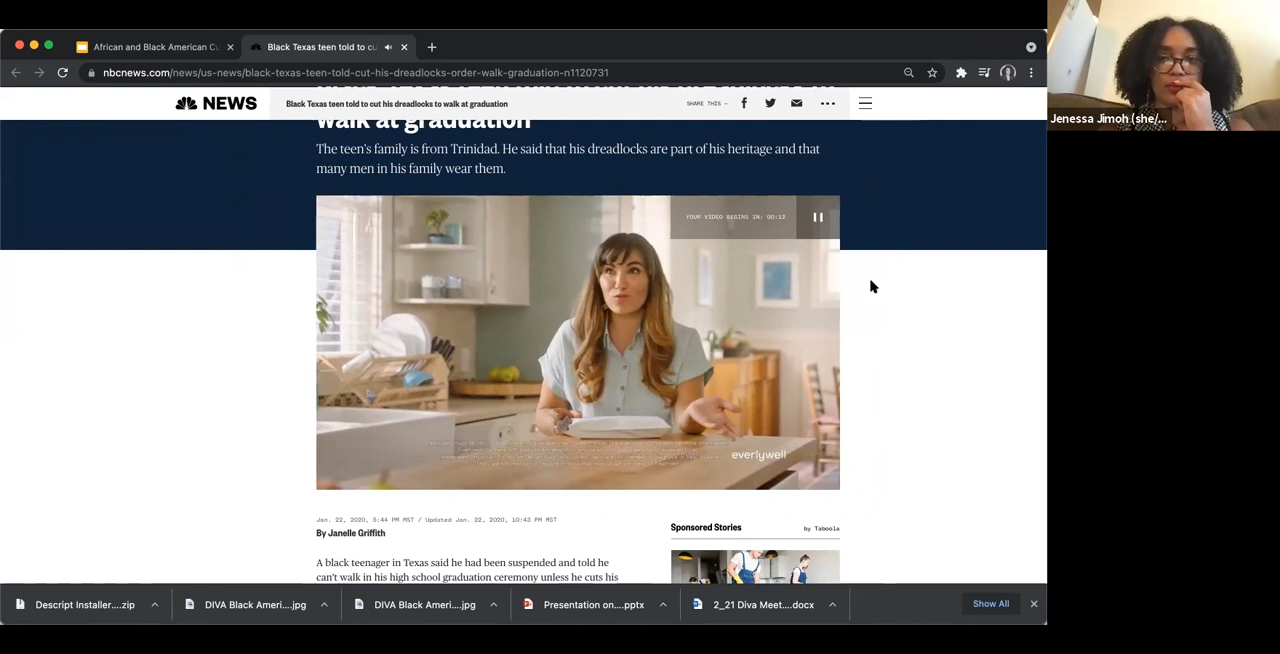 African and Black American Cu
Black Texas teen told to cu
nbcnews.com/news/us-news/black-texas-teen-told-cut-his-dreadlocks-order-walk-graduation-n1120731
NEWS
Black Texas teen told to cut his dreadlocks to walk at graduation
SHARE THIS —
walk at graduation
The teen's family is from Trinidad. He said that his dreadlocks are part of his heritage and that
many men in his family wear them.
YOUR VIDEO BEGINS IN: 00:12
everlywell
Jan. 22, 2020, 5:44 PM MST / Updated Jan. 22, 2020, 10:43 PM MST
By Janelle Griffith
A black teenager in Texas said he had been suspended and told he
can't walk in his high school graduation ceremony unless he cuts his
Sponsored Stories
by Taboola
Descript Installer....zip
DIVA Black Ameri....jpg
DIVA Black Ameri....jpg
Presentation on....pptx
2_21 Diva Meet....docx
Show All
Jenessa Jimoh (she/...